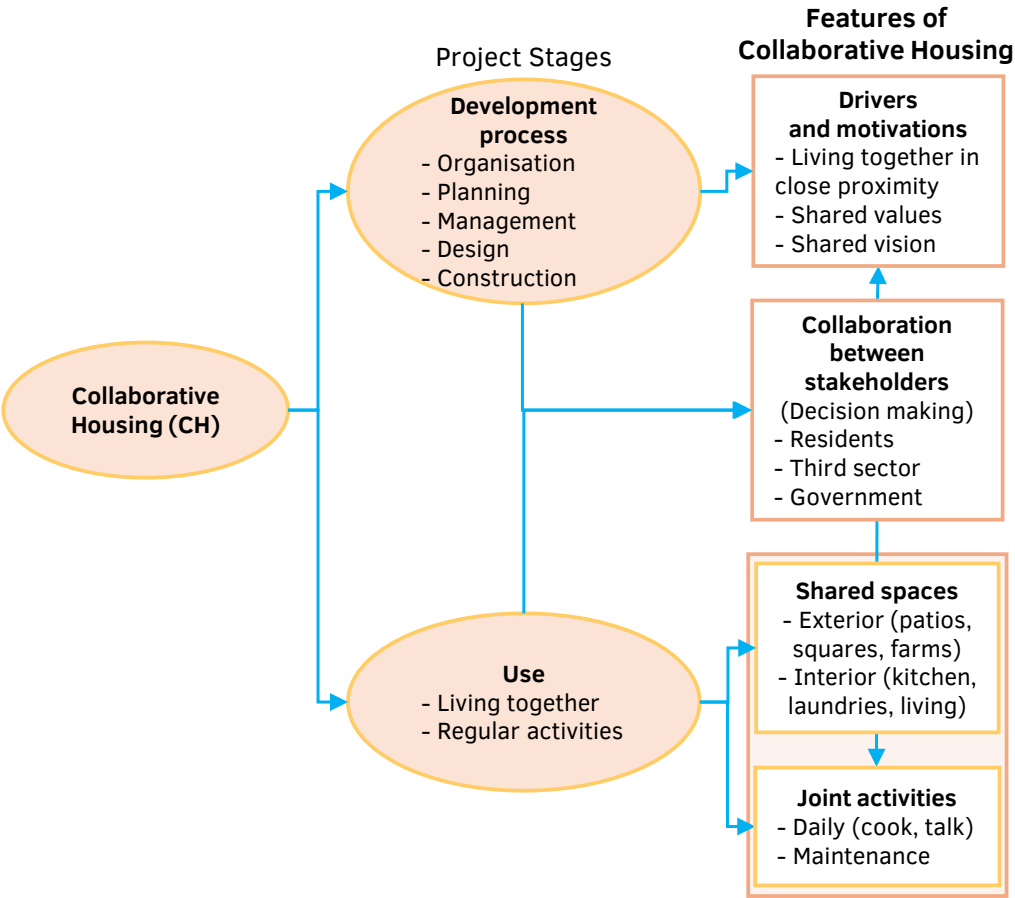 Project Stages
Features of
Collaborative Housing
Collaborative
Housing (CH)
Development
process
- Organisation
- Planning
- Management
- Design
- Construction
Use
- Living together
- Regular activities
Drivers
and motivations
- Living together in
close proximity
- Shared values
- Shared vision
Collaboration
between
stakeholders
(Decision making)
- Residents
- Third sector
- Government
Shared spaces
- Exterior (patios,
squares, farms)
- Interior (kitchen,
laundries, living)
Joint activities
- Daily (cook, talk)
- Maintenance